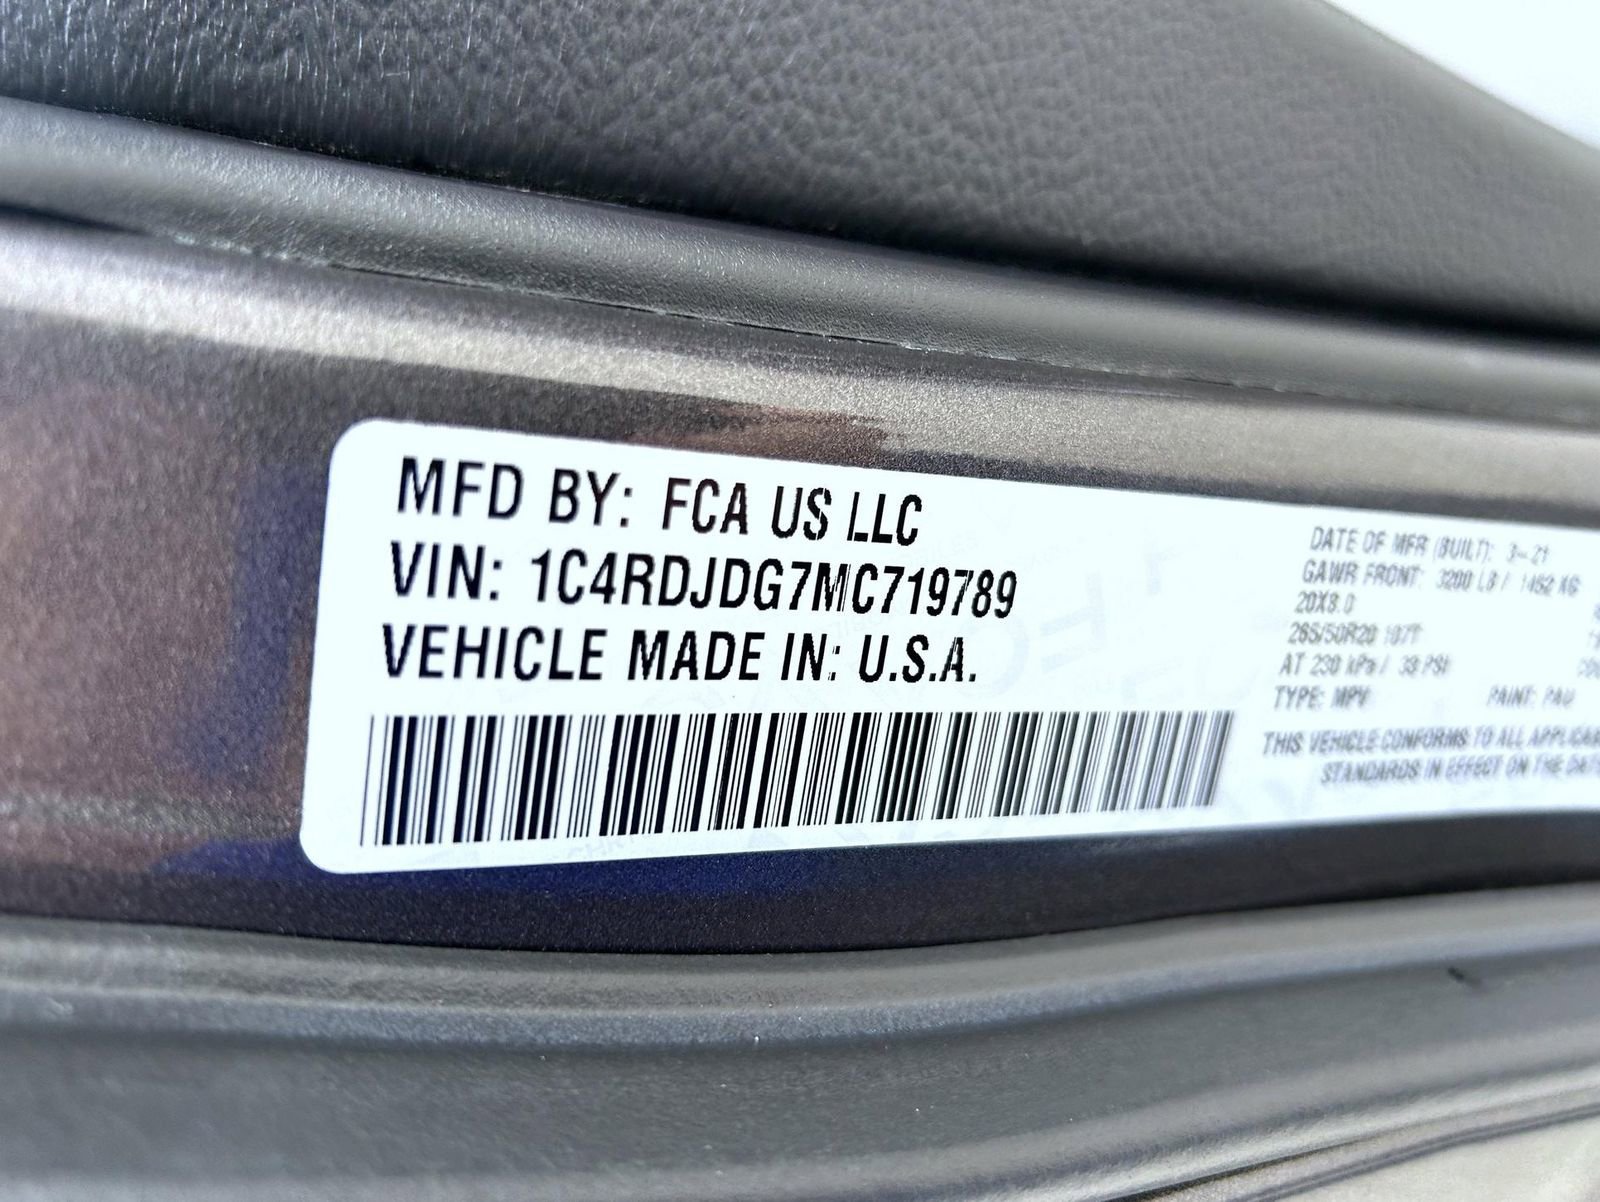 MFD BY: FCA US LLC
VIN: 1C4RDJDG7MC719789
VEHICLE MADE IN: U.S.A.
DATE OF MFR (BUILT): 3-21
GAWR FRONT: 3200 LB / 1452 KG
20X8.0
265/50R20 107T
AT 230 kPa / 33 PSI
TYPE: MPV PAINT: PAU
THIS VEHICLE CONFORMS TO ALL
STANDARDS IN EFFECT ON THE